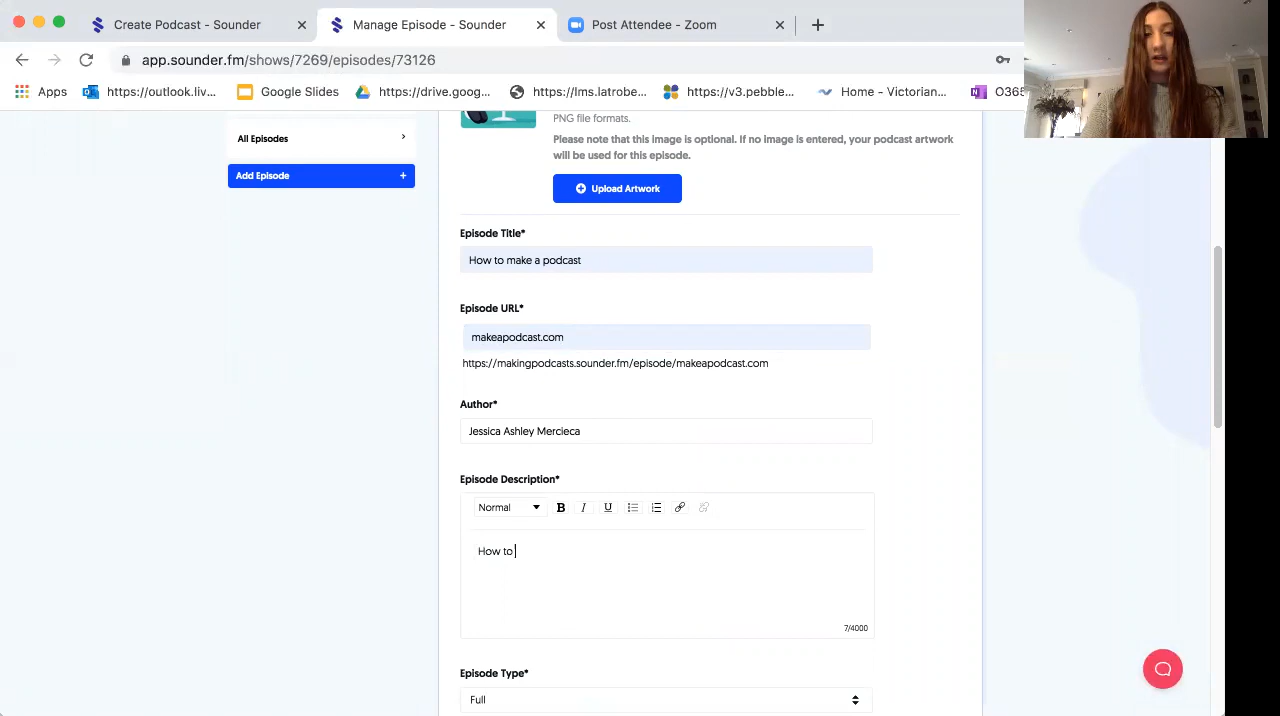 Create Podcast - Sounder
Manage Episode - Sounder
Post Attendee - Zoom
app.sounder.fm/shows/7269/episodes/73126
Apps
https://outlook.liv...
Google Slides
https://drive.goog...
https://lms.latrobe...
https://v3.pebble...
Home - Victorian...
O365
PNG file formats.
All Episodes
Please note that this image is optional. If no image is entered, your podcast artwork
will be used for this episode.
Add Episode +
Upload Artwork
Episode Title*
How to make a podcast
Episode URL*
makeapodcast.com
https://makingpodcasts.sounder.fm/episode/makeapodcast.com
Author*
Jessica Ashley Mercieca
Episode Description*
Normal B I U
How to
7/4000
Episode Type*
Full